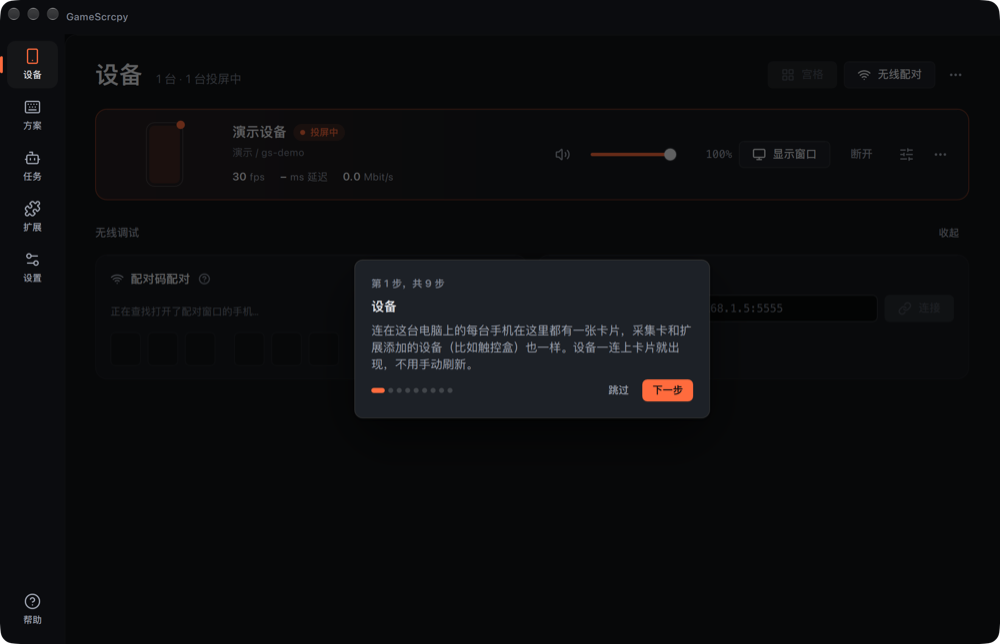 GameScrcpy
设备
方案
任务
扩展
设置
帮助
设备 1 台 · 1 台投屏中
宫格
无线配对
演示设备 投屏中
演示 / gs-demo
30 fps – ms 延迟 0.0 Mbit/s
100%
显示窗口
断开
无线调试
收起
配对码配对
正在查找打开了配对窗口的手机…
68.1.5:5555
连接
第 1 步，共 9 步
设备
连在这台电脑上的每台手机在这里都有一张卡片，采集卡和扩
展添加的设备（比如触控盒）也一样。设备一连上卡片就出
现，不用手动刷新。
跳过
下一步